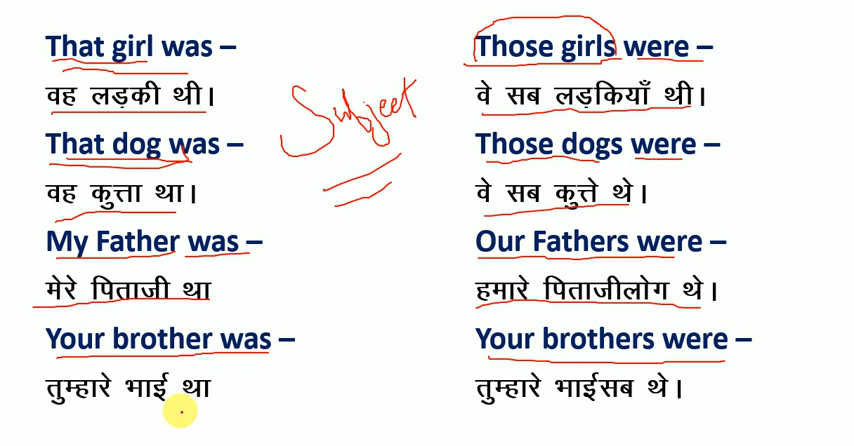 That girl was –
वह लड़की थी।
That dog was –
वह कुत्ता था।
My Father was –
मेरे पिताजी था
Your brother was –
तुम्हारे भाई था
Subject
Those girls were –
वे सब लड़कियाँ थी।
Those dogs were –
वे सब कुत्ते थे।
Our Fathers were –
हमारे पिताजीलोग थे।
Your brothers were –
तुम्हारे भाईसब थे।